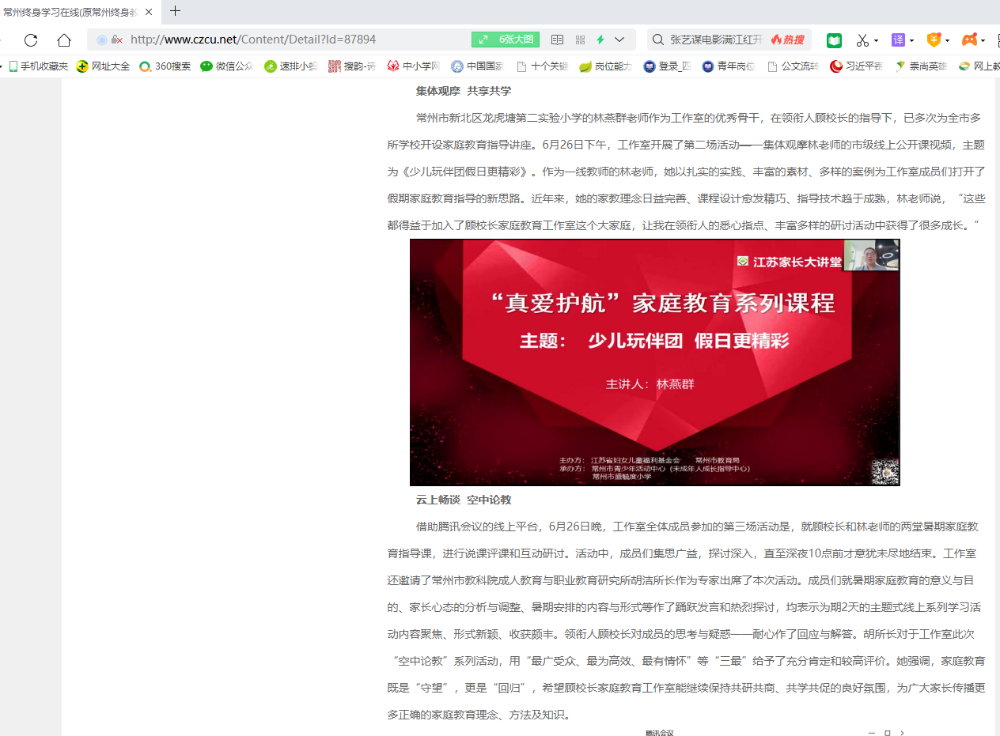 常州终身学习在线(原常州终身教
http://www.czcu.net/Content/Detail?Id=87894
6张大图
张艺谋电影满江红开
热搜
译
手机收藏夹
网址大全
360搜索
微信公众
速排小蚂
搜韵-诗
中小学网
中国国家
十个关键
岗位能力
登录_四
青年岗位
公文流转
习近平寄
崇尚英雄
网上教
集体观摩 共享共学
常州市新北区龙虎塘第二实验小学的林燕群老师作为工作室的优秀骨干，在领衔人顾校长的指导下，已多次为全市多
所学校开设家庭教育指导讲座。6月26日下午，工作室开展了第二场活动——集体观摩林老师的市级线上公开课视频，主题
为《少儿玩伴团假日更精彩》。作为一线教师的林老师，她以扎实的实践、丰富的素材、多样的案例为工作室成员们打开了
假期家庭教育指导的新思路。近年来，她的家教理念日益完善、课程设计愈发精巧、指导技术趋于成熟，林老师说，“这些
都得益于加入了顾校长家庭教育工作室这个大家庭，让我在领衔人的悉心指点、丰富多样的研讨活动中获得了很多成长。”
江苏家长大讲堂
“真爱护航”家庭教育系列课程
主题： 少儿玩伴团 假日更精彩
主讲人：林燕群
主办方： 江苏省妇女儿童福利基金会 常州市教育局
承办方： 常州市青少年活动中心（未成年人成长指导中心）
常州市盛毓度小学
云上畅谈 空中论教
借助腾讯会议的线上平台，6月26日晚，工作室全体成员参加的第三场活动是，就顾校长和林老师的两堂暑期家庭教
育指导课，进行说课评课和互动研讨。活动中，成员们集思广益，探讨深入，直至深夜10点前才意犹未尽地结束。工作室
还邀请了常州市教科院成人教育与职业教育研究所胡洁所长作为专家出席了本次活动。成员们就暑期家庭教育的意义与目
的、家长心态的分析与调整、暑期安排的内容与形式等作了踊跃发言和热烈探讨，均表示为期2天的主题式线上系列学习活
动内容聚焦、形式新颖、收获颇丰。领衔人顾校长对成员的思考与疑惑——耐心作了回应与解答。胡所长对于工作室此次
“空中论教”系列活动，用“最广受众、最为高效、最有情怀”等“三最”给予了充分肯定和较高评价。她强调，家庭教育
既是“守望”，更是“回归”，希望顾校长家庭教育工作室能继续保持共研共商、共学共促的良好氛围，为广大家长传播更
多正确的家庭教育理念、方法及知识。
腾讯会议